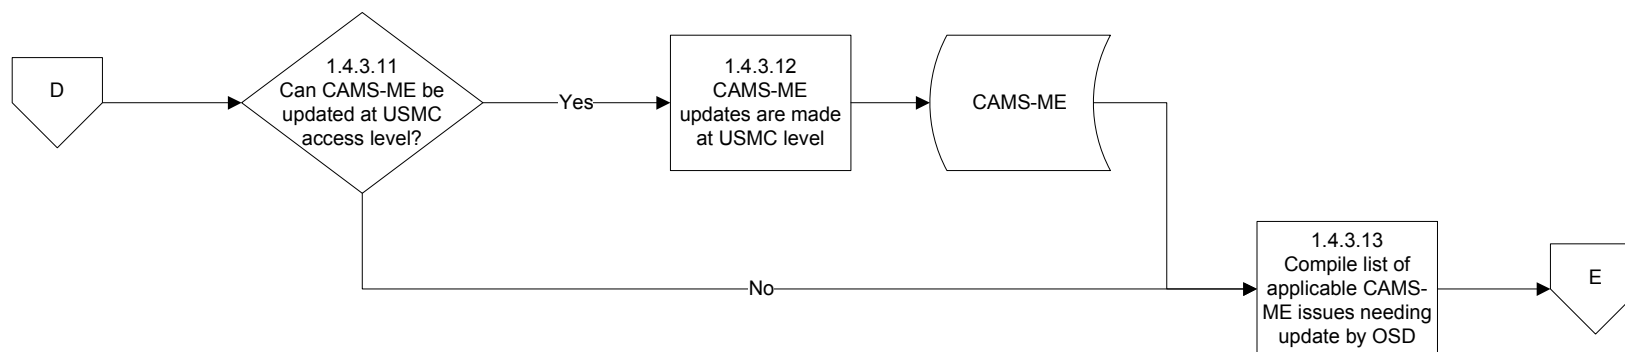 D
1.4.3.11
Can CAMS-ME be
updated at USMC
access level?
Yes
1.4.3.12
CAMS-ME
updates are made
at USMC level
CAMS-ME
No
1.4.3.13
Compile list of
applicable CAMS-
ME issues needing
update by OSD
E